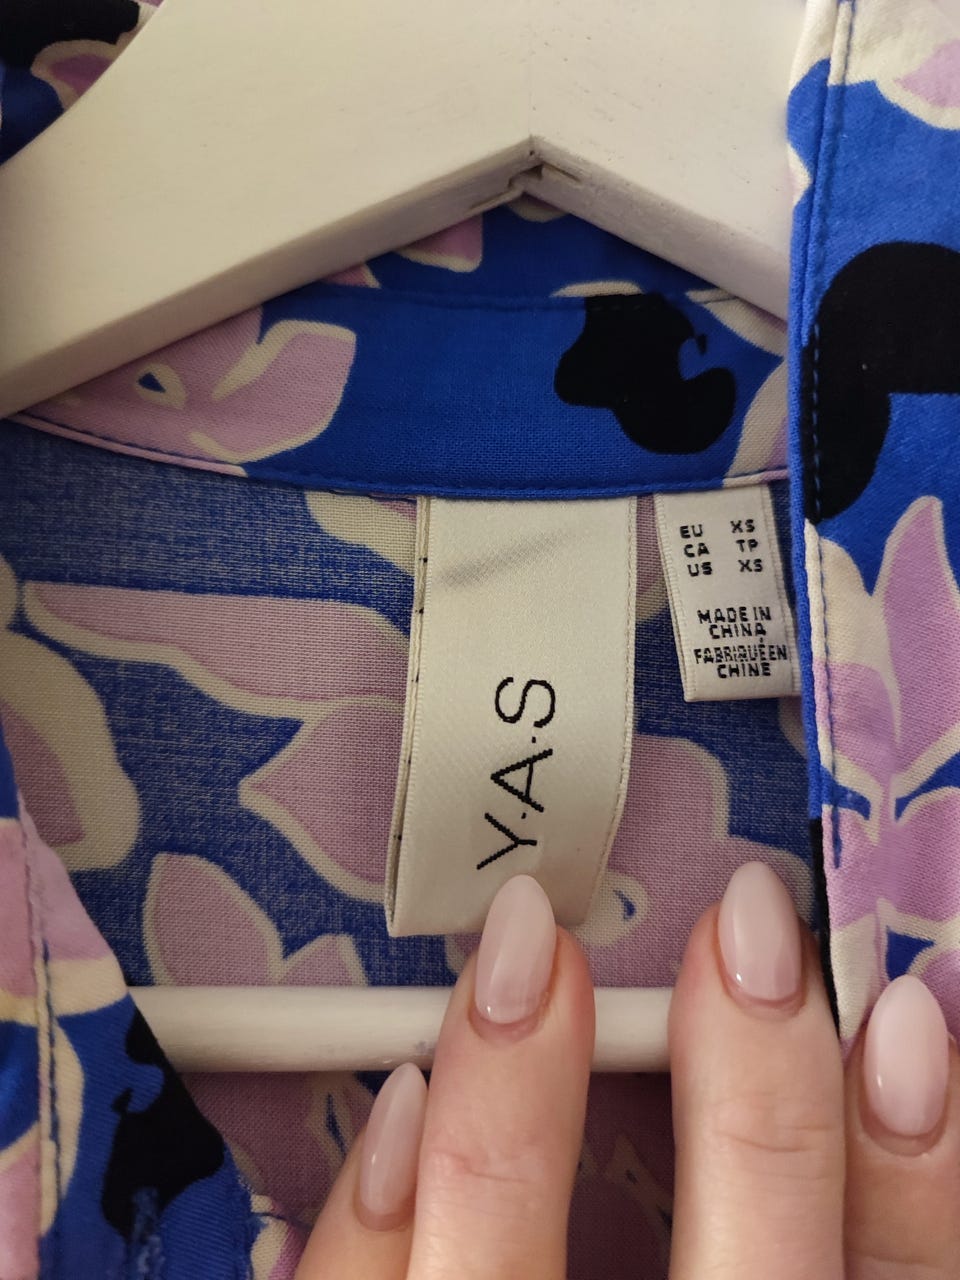 Y·A·S
EU XS
CA TP
US XS
MADE IN
CHINA
FABRIQUÉ EN
CHINE